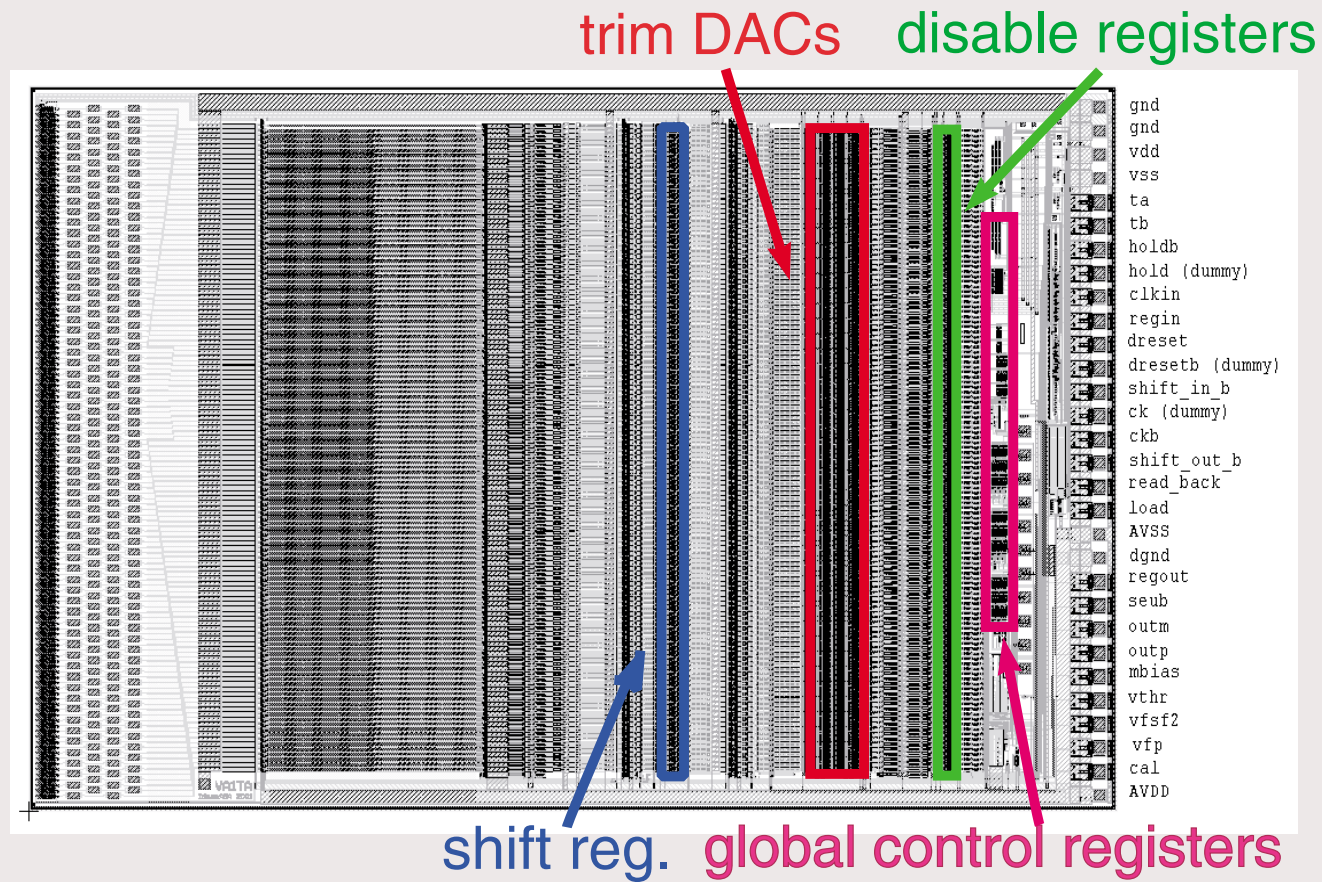 trim DACs
disable registers
gnd
gnd
vdd
vss
ta
tb
holdb
hold (dummy)
clkin
regin
dreset
dresetb (dummy)
shift_in_b
ck (dummy)
ckb
shift_out_b
read_back
load
AVSS
dgnd
regout
seub
outm
outp
mbias
vthr
vfsf2
vfp
cal
AVDD
VA1TA
shift reg.
global control registers